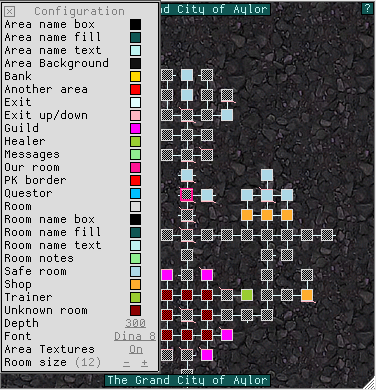 Configuration
nd City of Aylor
?
Area name box
Area name fill
Area name text
Area Background
Bank
Another area
Exit
Exit up/down
Guild
Healer
Messages
Our room
PK border
Questor
Room
Room name box
Room name fill
Room name text
Room notes
Safe room
Shop
Trainer
Unknown room
Depth 300
Font Dina 8
Area Textures On
Room size (12) - +
The Grand City of Aylor